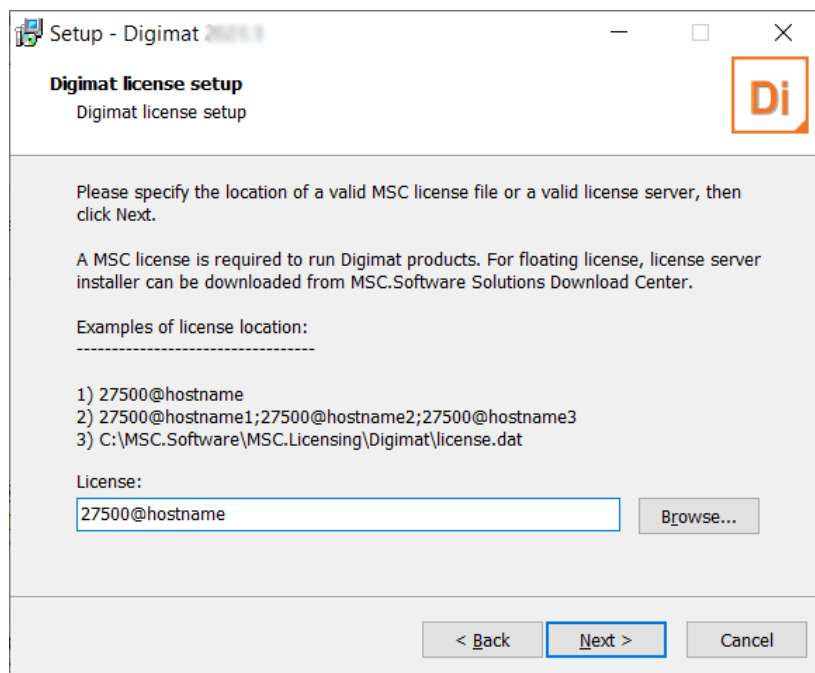 Setup - Digimat
Digimat license setup
Digimat license setup
Di
Please specify the location of a valid MSC license file or a valid license server, then
click Next.
A MSC license is required to run Digimat products. For floating license, license server
installer can be downloaded from MSC.Software Solutions Download Center.
Examples of license location:
----------------------------------
1) 27500@hostname
2) 27500@hostname1;27500@hostname2;27500@hostname3
3) C:\MSC.Software\MSC.Licensing\Digimat\license.dat
License:
27500@hostname
Browse...
< Back
Next >
Cancel